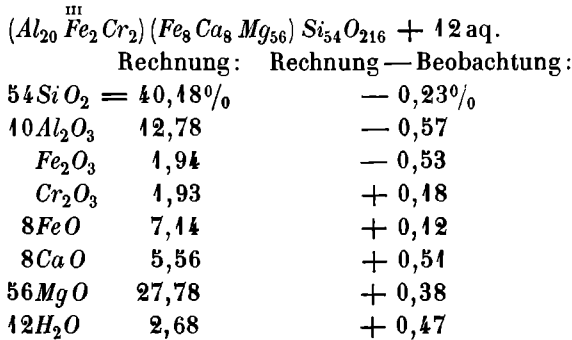 (Al₂₀ Fe₂ᴵᴵᴵ Cr₂) (Fe₈ Ca₈ Mg₅₆) Si₅₄O₂₁₆ + 12 aq.
Rechnung: Rechnung — Beobachtung:
54SiO₂ = 40,18% — 0,23%
10Al₂O₃ 12,78 — 0,57
Fe₂O₃ 1,94 — 0,53
Cr₂O₃ 1,93 + 0,18
8FeO 7,14 + 0,12
8CaO 5,56 + 0,51
56MgO 27,78 + 0,38
12H₂O 2,68 + 0,47